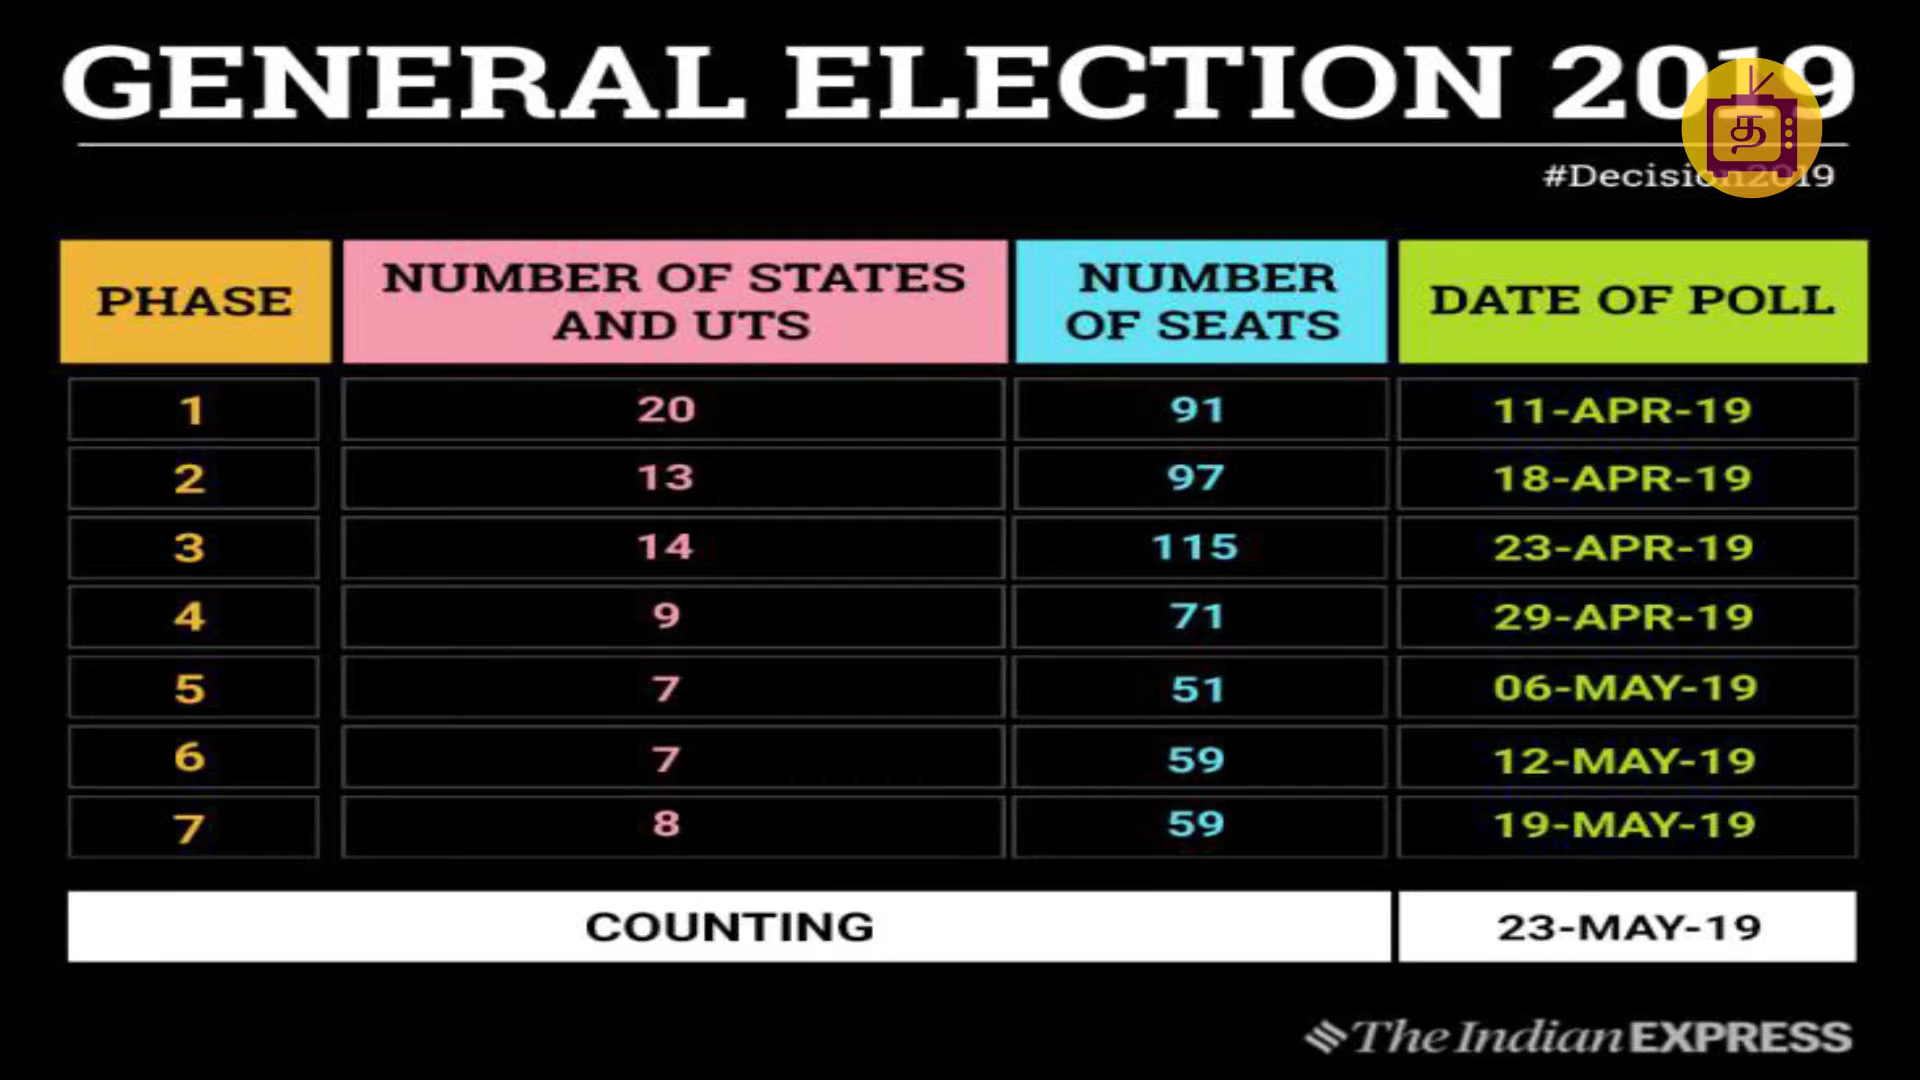 GENERAL ELECTION 2019
#Decision2019
த
PHASE
NUMBER OF STATES
AND UTS
NUMBER
OF SEATS
DATE OF POLL
1 20 91 11-APR-19
2 13 97 18-APR-19
3 14 115 23-APR-19
4 9 71 29-APR-19
5 7 51 06-MAY-19
6 7 59 12-MAY-19
7 8 59 19-MAY-19
COUNTING 23-MAY-19
The Indian EXPRESS